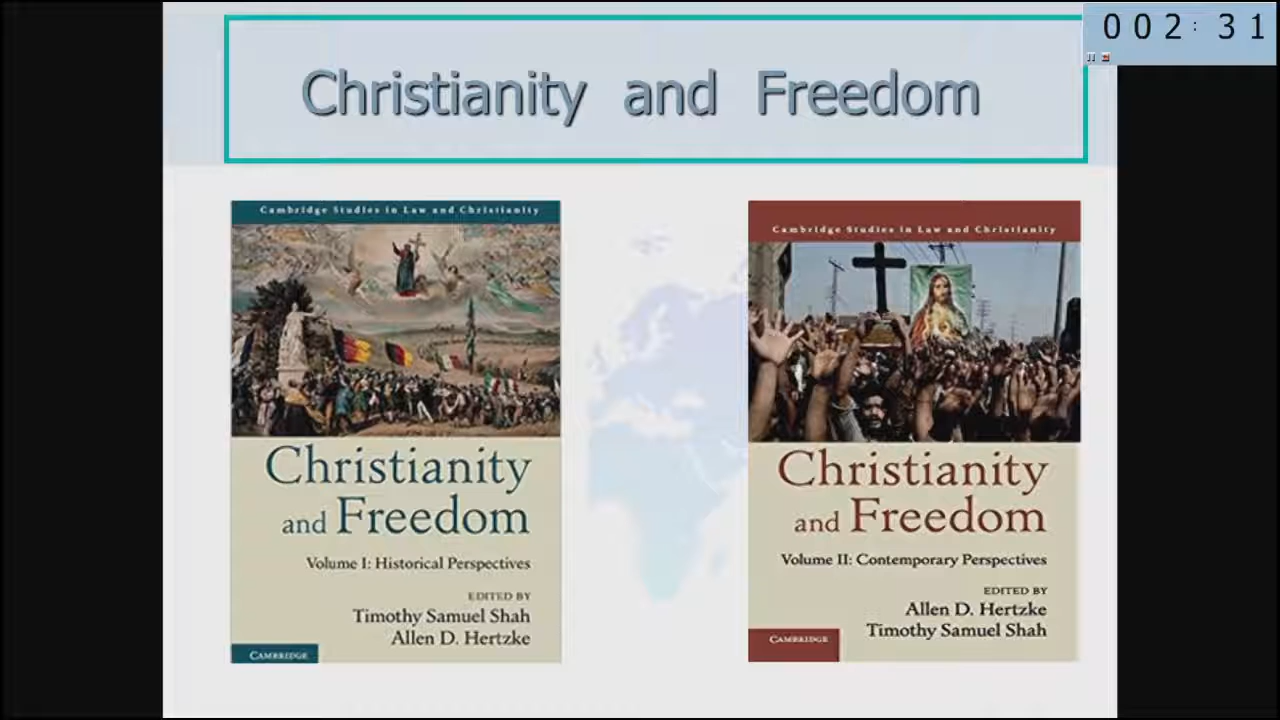 002:31
Christianity and Freedom
Cambridge Studies in Law and Christianity
Christianity
and Freedom
Volume I: Historical Perspectives
EDITED BY
Timothy Samuel Shah
Allen D. Hertzke
CAMBRIDGE
Cambridge Studies in Law and Christianity
Christianity
and Freedom
Volume II: Contemporary Perspectives
EDITED BY
Allen D. Hertzke
Timothy Samuel Shah
CAMBRIDGE